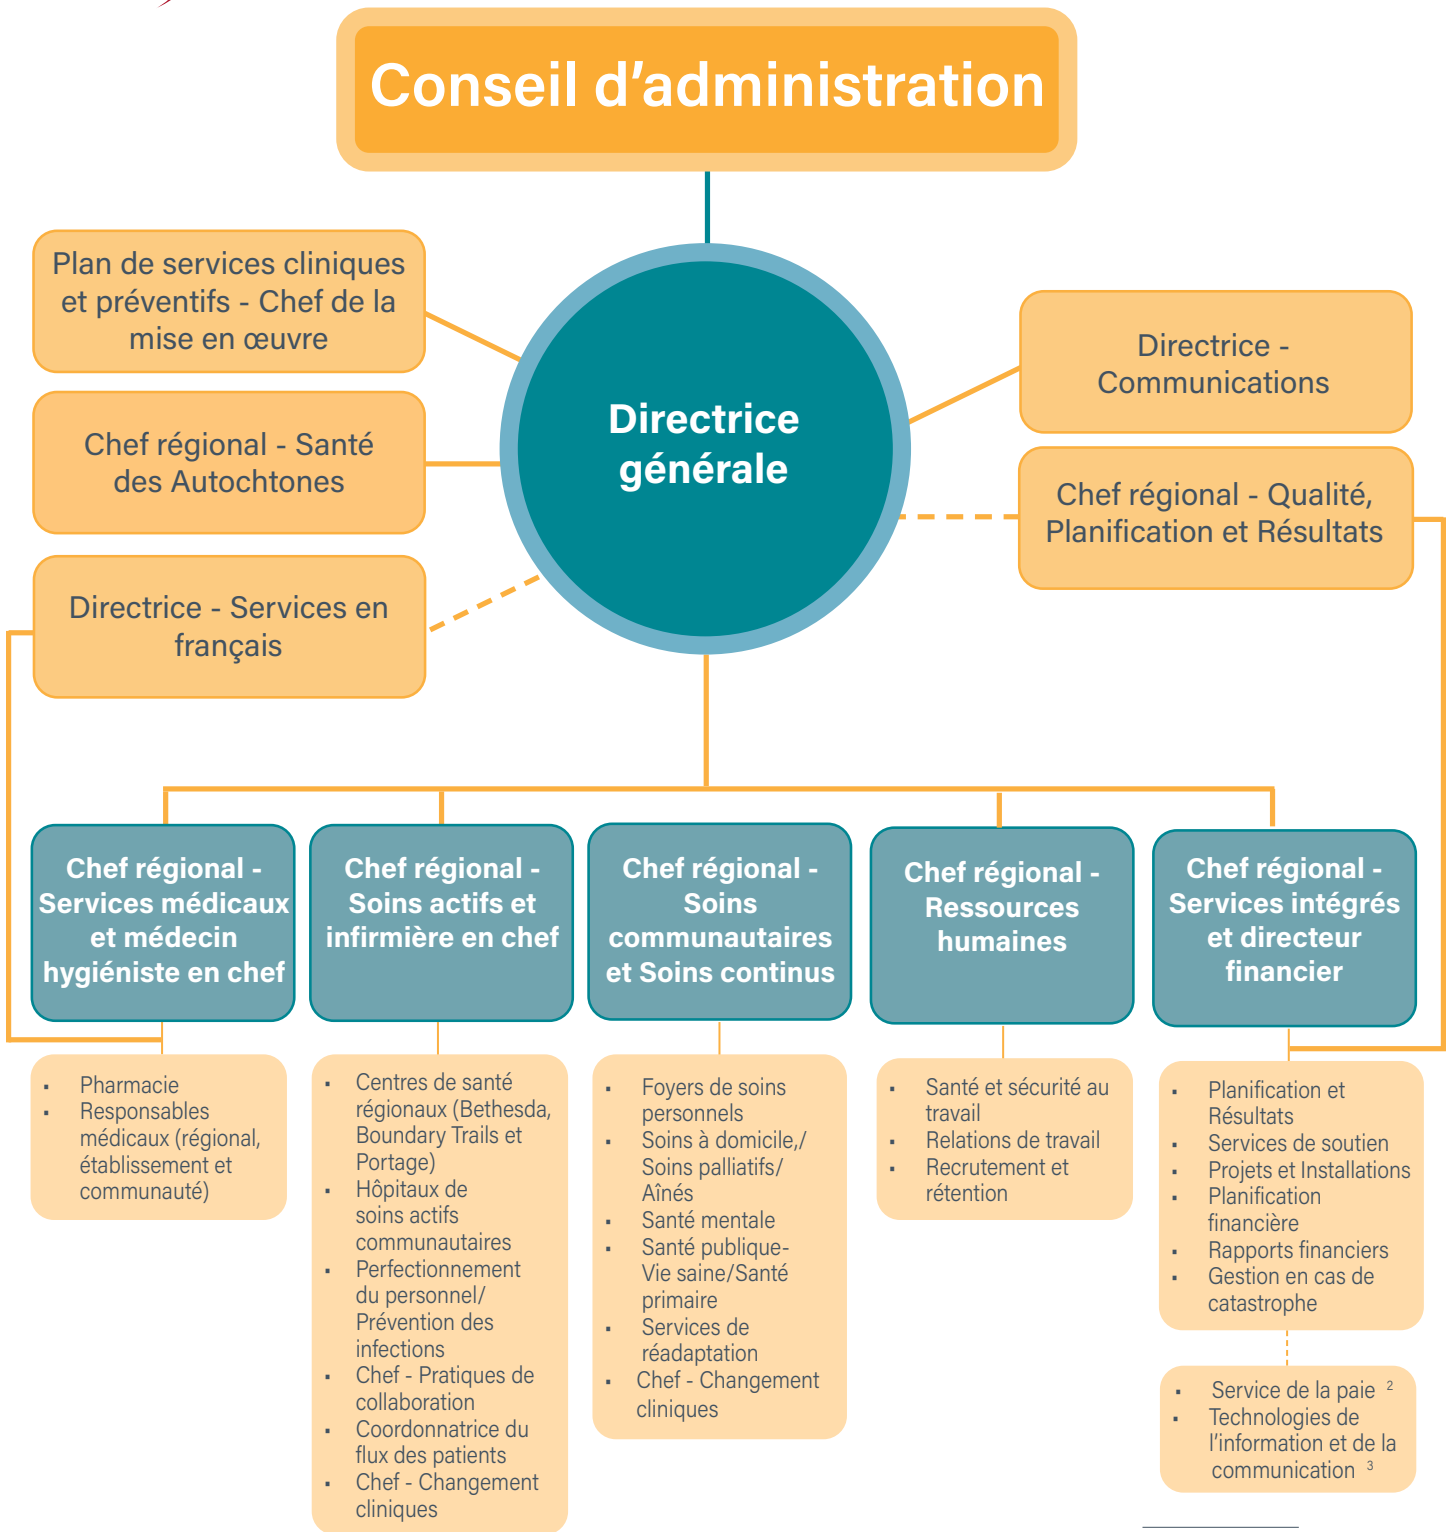 Conseil d'administration
Plan de services cliniques
et préventifs - Chef de la
mise en œuvre
Chef régional - Santé
des Autochtones
Directrice - Services en
français
Directrice
générale
Directrice -
Communications
Chef régional - Qualité,
Planification et Résultats
Chef régional -
Services médicaux
et médecin
hygiéniste en chef
Chef régional -
Soins actifs et
infirmière en chef
Chef régional -
Soins
communautaires
et Soins continus
Chef régional -
Ressources
humaines
Chef régional -
Services intégrés
et directeur
financier
▪ Pharmacie
▪ Responsables
médicaux (régional,
établissement et
communauté)
▪ Centres de santé
régionaux (Bethesda,
Boundary Trails et
Portage)
▪ Hôpitaux de
soins actifs
communautaires
▪ Perfectionnement
du personnel/
Prévention des
infections
▪ Chef - Pratiques de
collaboration
▪ Coordonnatrice du
flux des patients
▪ Chef - Changement
cliniques
▪ Foyers de soins
personnels
▪ Soins à domicile,/
Soins palliatifs/
Aînés
▪ Santé mentale
▪ Santé publique-
Vie saine/Santé
primaire
▪ Services de
réadaptation
▪ Chef - Changement
cliniques
▪ Santé et sécurité au
travail
▪ Relations de travail
▪ Recrutement et
rétention
▪ Planification et
Résultats
▪ Services de soutien
▪ Projets et Installations
▪ Planification
financière
▪ Rapports financiers
▪ Gestion en cas de
catastrophe
▪ Service de la paie ²
▪ Technologies de
l'information et de la
communication ³